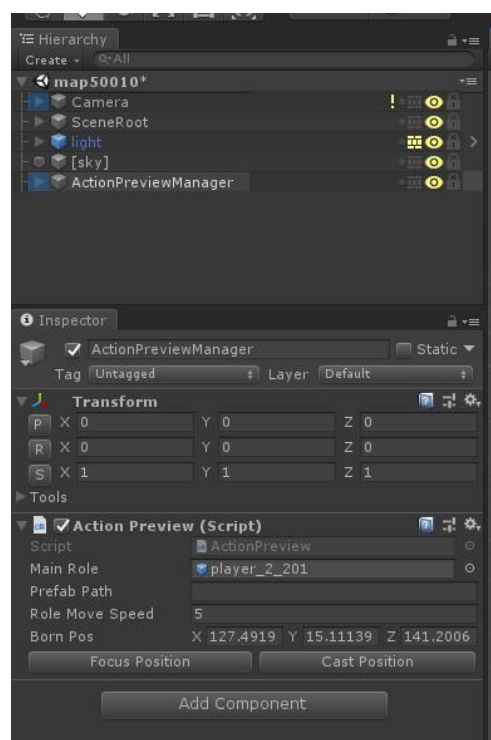 Hierarchy
Create All
map50010*
Camera
SceneRoot
light
[sky]
ActionPreviewManager
Inspector
ActionPreviewManager Static
Tag Untagged Layer Default
Transform
P X 0 Y 0 Z 0
R X 0 Y 0 Z 0
S X 1 Y 1 Z 1
Tools
Action Preview (Script)
Script ActionPreview
Main Role player_2_201
Prefab Path
Role Move Speed 5
Born Pos X 127.4919 Y 15.11139 Z 141.2006
Focus Position Cast Position
Add Component